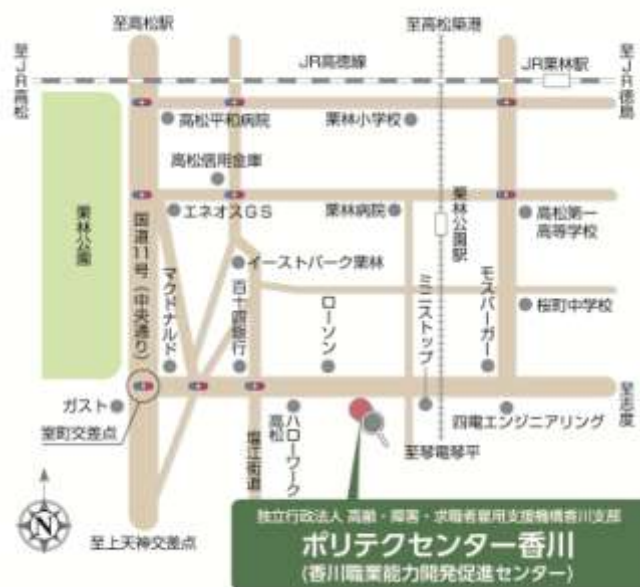 至高松駅
至高松築港
至JR高松
JR高徳線
JR栗林駅
至JR徳島
高松平和病院
栗林小学校
高松信用金庫
栗林公園
国道11号（中央通り）
エネオスGS
栗林病院
栗林公園駅
高松第一
高等学校
イーストパーク栗林
マクドナルド
百十四銀行
ローソン
ミニストップ
モスバーガー
桜町中学校
ガスト
室町交差点
塩江街道
ハローワーク
高松
四電エンジニアリング
至志度
至琴電琴平
N
至上天神交差点
独立行政法人 高齢・障害・求職者雇用支援機構香川支部
ポリテクセンター香川
(香川職業能力開発促進センター)